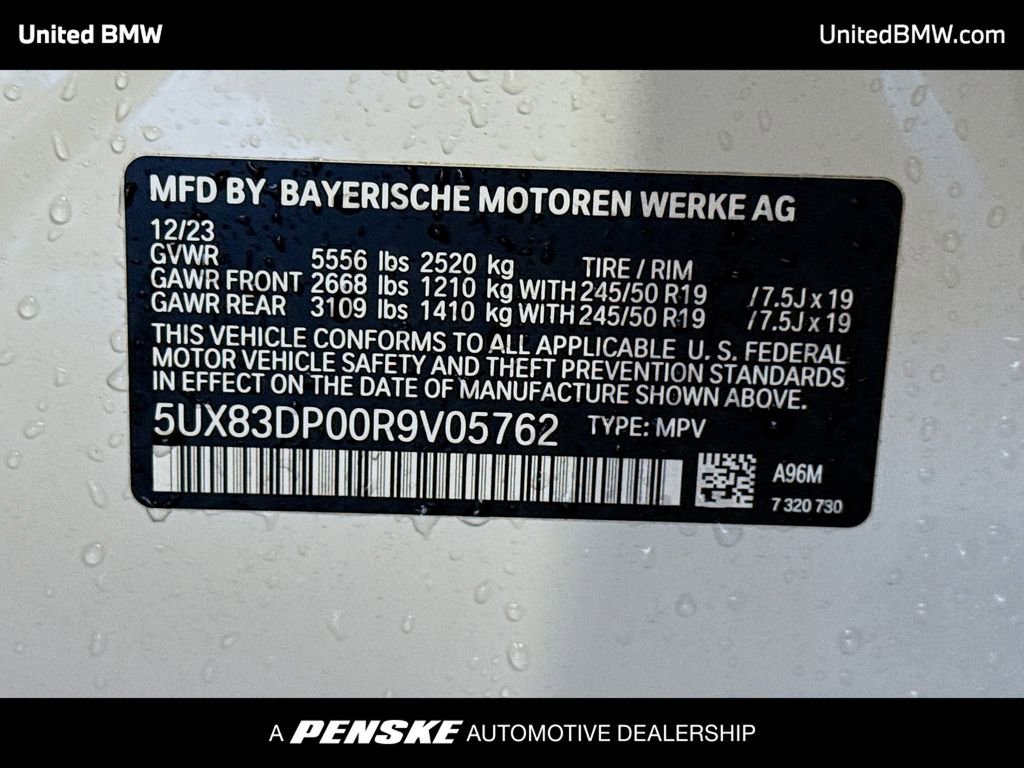 United BMW
UnitedBMW.com
MFD BY BAYERISCHE MOTOREN WERKE AG
12/23
GVWR 5556 lbs 2520 kg TIRE / RIM
GAWR FRONT 2668 lbs 1210 kg WITH 245/50 R19 /7.5J x 19
GAWR REAR 3109 lbs 1410 kg WITH 245/50 R19 /7.5J x 19
THIS VEHICLE CONFORMS TO ALL APPLICABLE U. S. FEDERAL
MOTOR VEHICLE SAFETY AND THEFT PREVENTION STANDARDS
IN EFFECT ON THE DATE OF MANUFACTURE SHOWN ABOVE.
5UX83DP00R9V05762 TYPE: MPV
A96M
7 320 730
A PENSKE AUTOMOTIVE DEALERSHIP